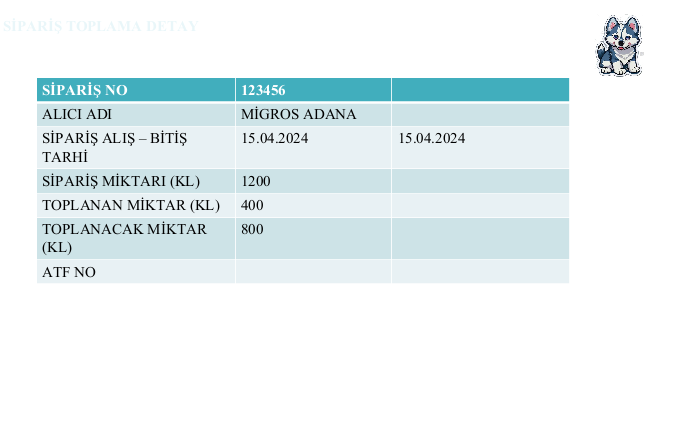 SİPARİŞ TOPLAMA DETAY
SİPARİŞ NO 123456
ALICI ADI MİGROS ADANA
SİPARİŞ ALIŞ – BİTİŞ 15.04.2024 15.04.2024
TARHİ
SİPARİŞ MİKTARI (KL) 1200
TOPLANAN MİKTAR (KL) 400
TOPLANACAK MİKTAR 800
(KL)
ATF NO